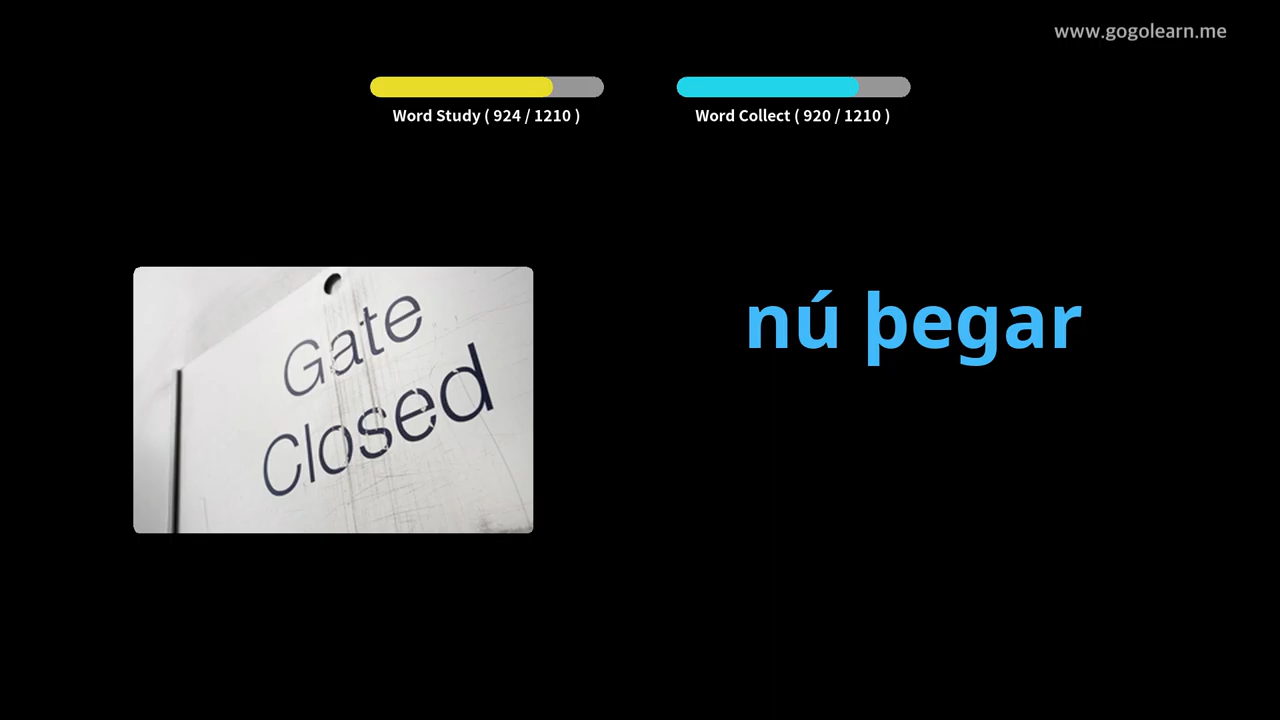 www.gogolearn.me
Word Study ( 924 / 1210 )
Word Collect ( 920 / 1210 )
Gate
Closed
nú þegar